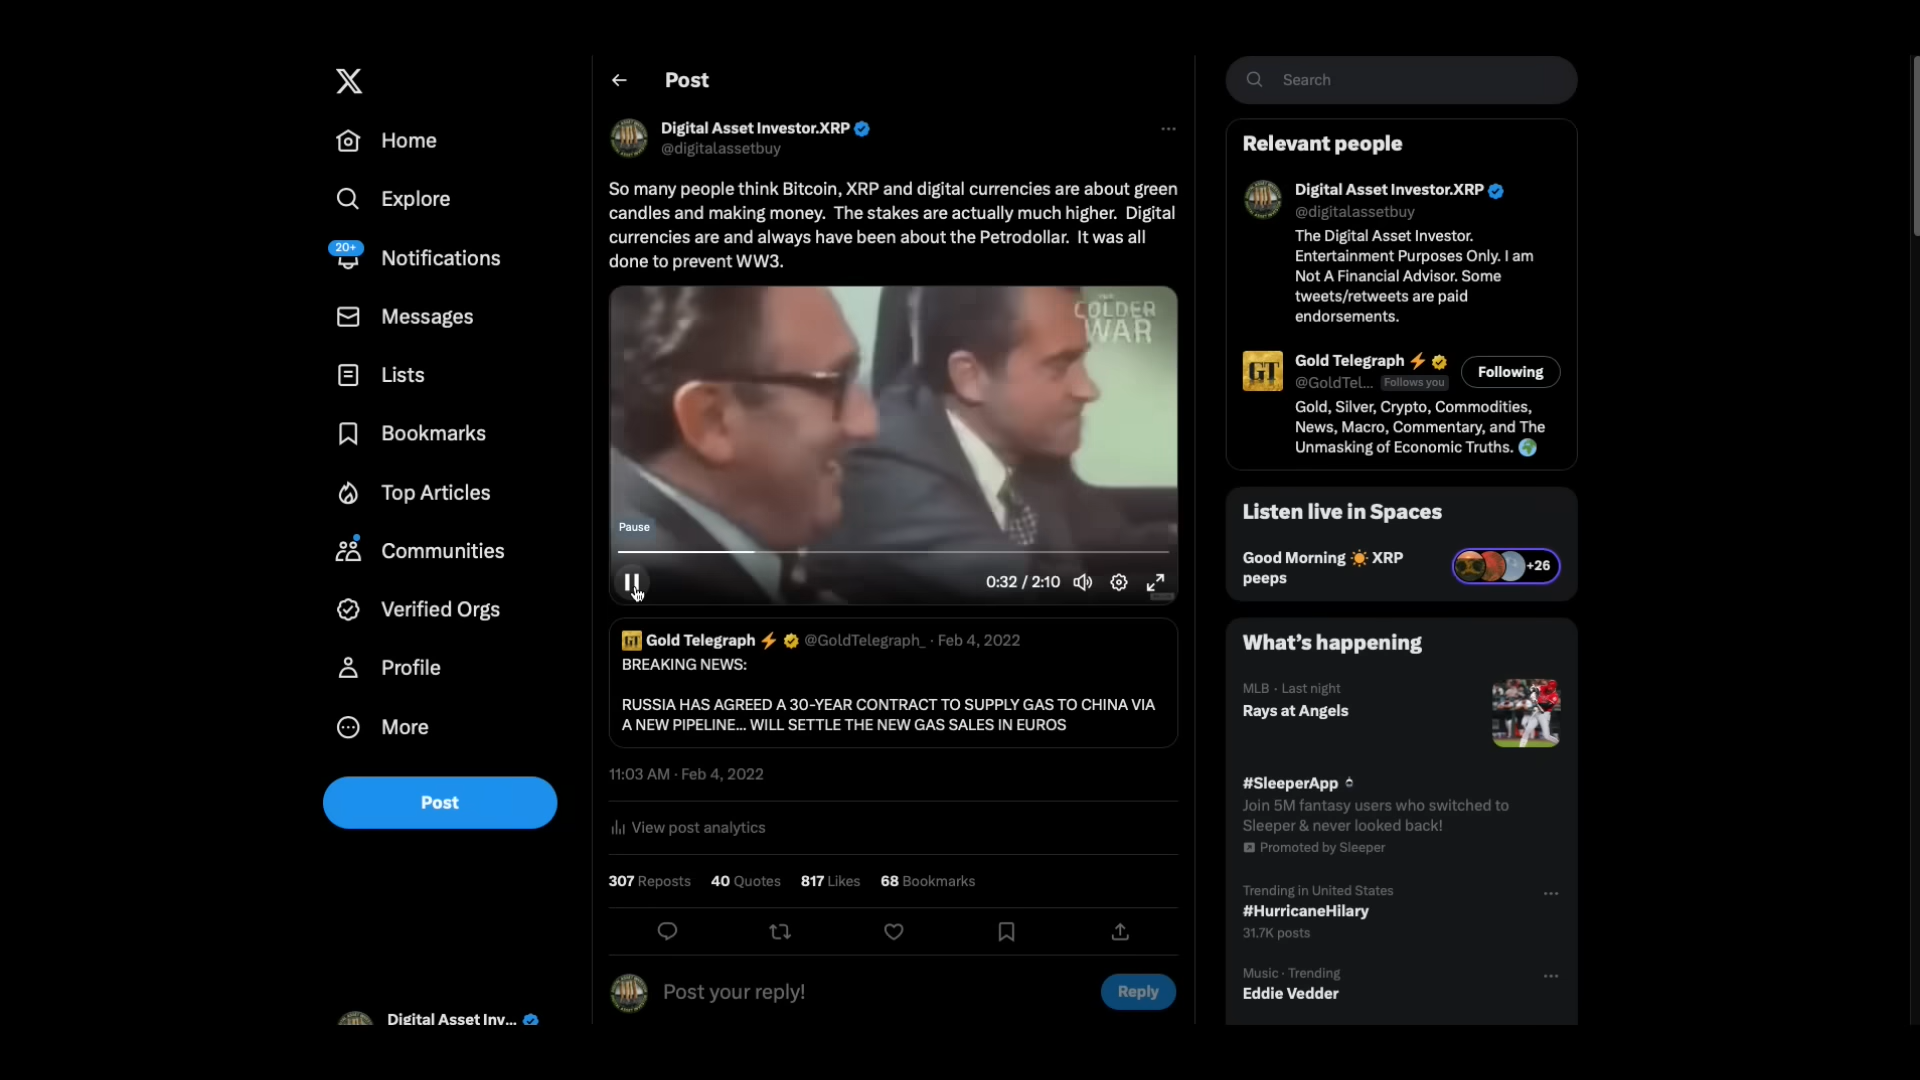 Home
Explore
20+
Notifications
Messages
Lists
Bookmarks
Top Articles
Communities
Verified Orgs
Profile
More
Post
Digital Asset Inv...
Post
Digital Asset Investor.XRP
@digitalassetbuy
So many people think Bitcoin, XRP and digital currencies are about green
candles and making money.  The stakes are actually much higher.  Digital
currencies are and always have been about the Petrodollar.  It was all
done to prevent WW3.
THE
COLDER
WAR
Pause
0:32 / 2:10
GT Gold Telegraph @GoldTelegraph_ · Feb 4, 2022
BREAKING NEWS:
RUSSIA HAS AGREED A 30-YEAR CONTRACT TO SUPPLY GAS TO CHINA VIA
A NEW PIPELINE... WILL SETTLE THE NEW GAS SALES IN EUROS
11:03 AM · Feb 4, 2022
View post analytics
307 Reposts 40 Quotes 817 Likes 68 Bookmarks
Post your reply!
Reply
Search
Relevant people
Digital Asset Investor.XRP
@digitalassetbuy
The Digital Asset Investor.
Entertainment Purposes Only. I am
Not A Financial Advisor. Some
tweets/retweets are paid
endorsements.
GT
Gold Telegraph
@GoldTel... Follows you
Following
Gold, Silver, Crypto, Commodities,
News, Macro, Commentary, and The
Unmasking of Economic Truths.
Listen live in Spaces
Good Morning ☀️ XRP
peeps
+26
What's happening
MLB · Last night
Rays at Angels
#SleeperApp
Join 5M fantasy users who switched to
Sleeper & never looked back!
Promoted by Sleeper
Trending in United States
#HurricaneHilary
31.7K posts
Music · Trending
Eddie Vedder